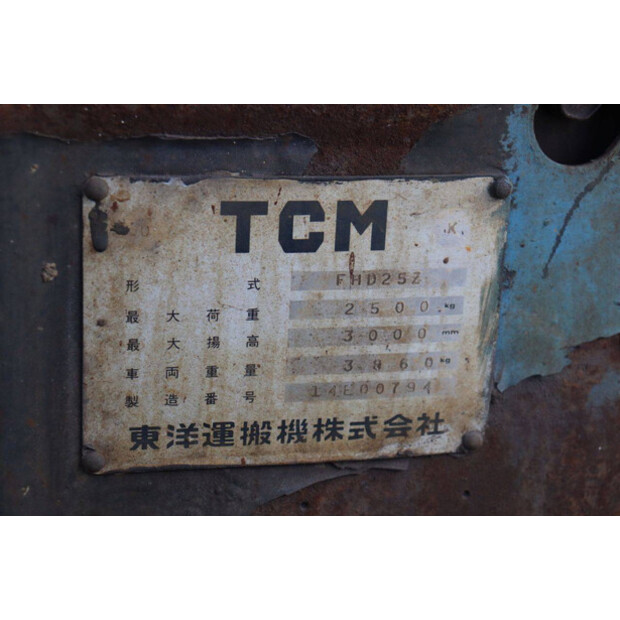 TCM
K
形式 FHD25Z
最大荷重 2500 kg
最大揚高 3000 mm
車両重量 3860 kg
製造番号 14E00794
東洋運搬機株式会社